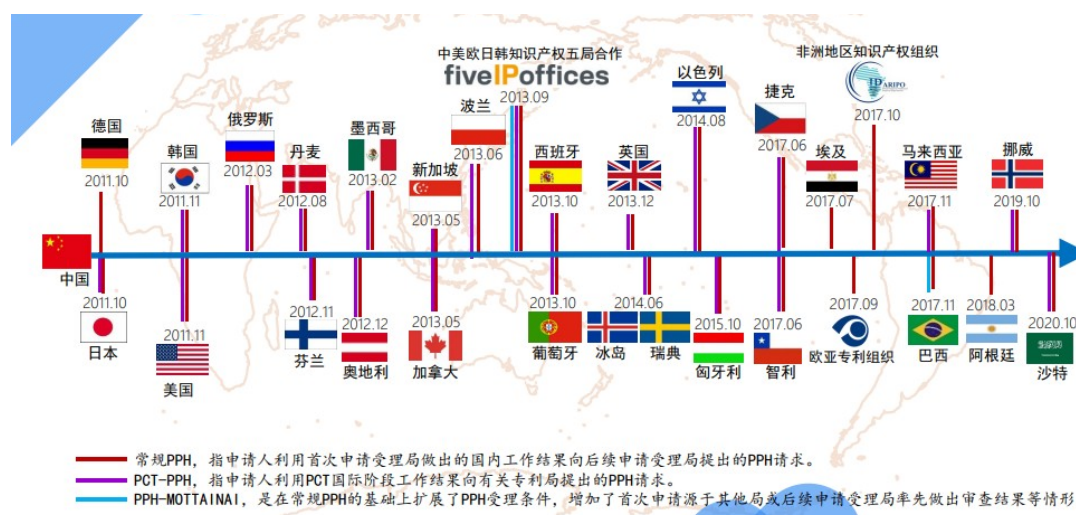 中美欧日韩知识产权五局合作
fiveIPoffices
2013.09
非洲地区知识产权组织
ARIPO
2017.10
以色列
2014.08
捷克
2017.06
波兰
2013.06
墨西哥
2013.02
俄罗斯
2012.03
德国
2011.10
韩国
2011.11
丹麦
2012.08
新加坡
2013.05
西班牙
2013.10
英国
2013.12
埃及
2017.07
马来西亚
2017.11
挪威
2019.10
中国
2011.10
日本
2011.11
美国
2012.11
芬兰
2012.12
奥地利
2013.05
加拿大
2013.10
葡萄牙
2014.06
冰岛
瑞典
2015.10
匈牙利
2017.06
智利
2017.09
欧亚专利组织
2017.11
巴西
2018.03
阿根廷
2020.10
沙特
常规PPH，指申请人利用首次申请受理局做出的国内工作结果向后续申请受理局提出的PPH请求。
PCT-PPH，指申请人利用PCT国际阶段工作结果向有关专利局提出的PPH请求。
PPH-MOTTAINAI，是在常规PPH的基础上扩展了PPH受理条件，增加了首次申请源于其他局或后续申请受理局率先做出审查结果等情形